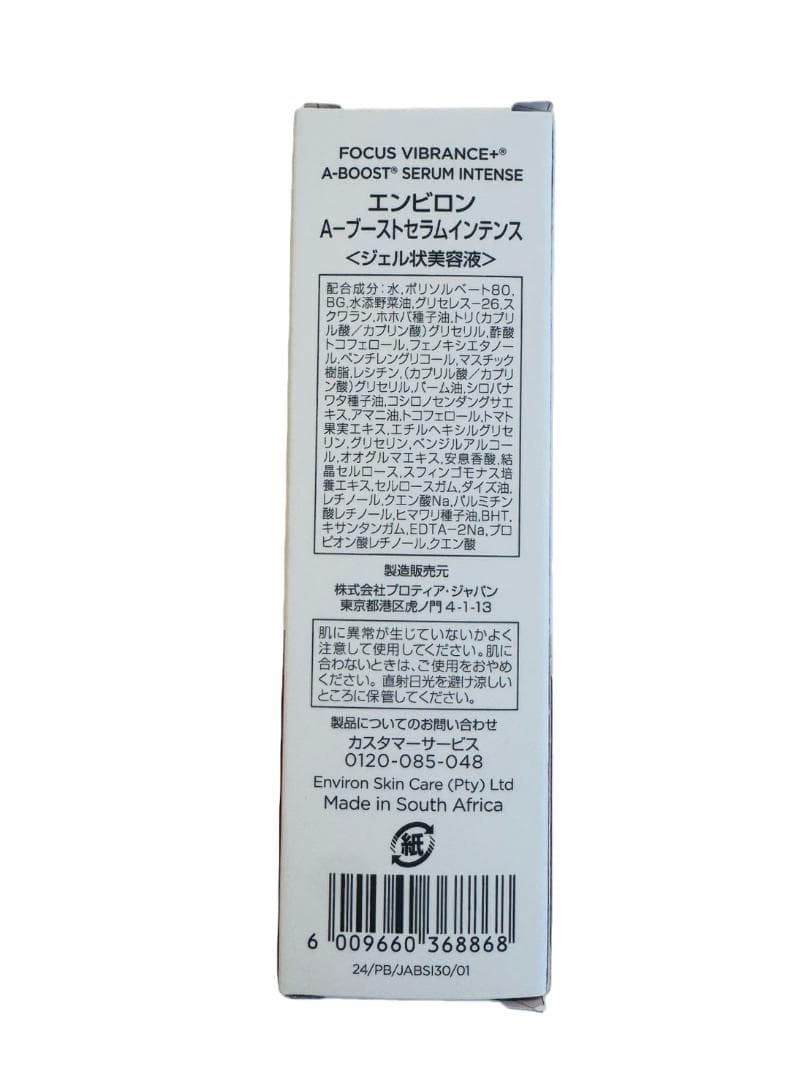 FOCUS VIBRANCE+®
A-BOOST® SERUM INTENSE
エンビロン
Aーブーストセラムインテンス
＜ジェル状美容液＞
配合成分：水,ポリソルベート80,
BG,水添野菜油,グリセレス-26,ス
クワラン,ホホバ種子油,トリ(カプリ
ル酸／カプリン酸)グリセリル,酢酸
トコフェロール,フェノキシエタノー
ル,ペンチレングリコール,マスチック
樹脂,レシチン,(カプリル酸／カプリ
ン酸)グリセリル,パーム油,シロバナ
ワタ種子油,コシロノセンダングサエ
キス,アマニ油,トコフェロール,トマト
果実エキス,エチルヘキシルグリセ
リン,グリセリン,ベンジルアルコー
ル,オオグルマエキス,安息香酸,結
晶セルロース,スフィンゴモナス培
養エキス,セルロースガム,ダイズ油,
レチノール,クエン酸Na,パルミチン
酸レチノール,ヒマワリ種子油,BHT,
キサンタンガム,EDTA-2Na,プロ
ピオン酸レチノール,クエン酸
製造販売元
株式会社プロティア・ジャパン
東京都港区虎ノ門4-1-13
肌に異常が生じていないかよく
注意して使用してください。肌に
合わないときは、ご使用をおやめ
ください。直射日光を避け涼しい
ところに保管してください。
製品についてのお問い合わせ
カスタマーサービス
0120-085-048
Environ Skin Care (Pty) Ltd
Made in South Africa
紙
6 009660 368868
24/PB/JABSI30/01